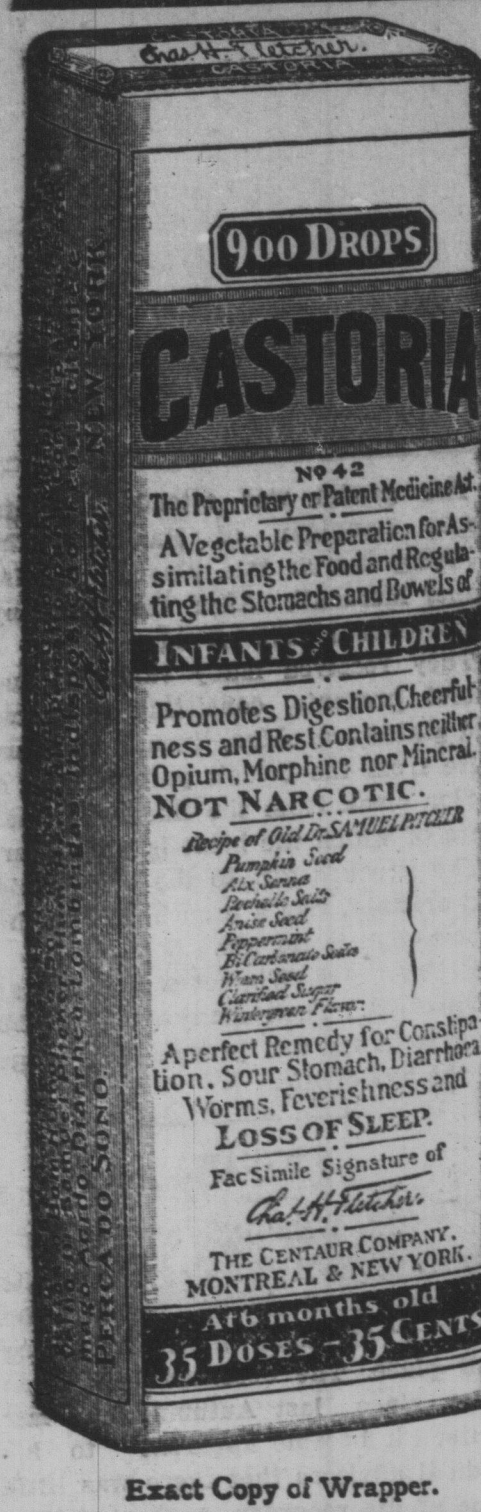 CASTORIA
Chas. H. Fletcher.
CASTORIA
900 DROPS
CASTORIA
Nº 42
The Proprietary or Patent Medicine Act.
A Vegetable Preparation for As-
similating the Food and Regula-
ting the Stomachs and Bowels of
INFANTS AND CHILDREN
Promotes Digestion, Cheerful-
ness and Rest. Contains neither
Opium, Morphine nor Mineral.
NOT NARCOTIC.
Recipe of Old Dr. SAMUEL PITCHER
Pumpkin Seed
Alx. Senna
Rochelle Salts
Anise Seed
Peppermint
Bi Carbonate Soda
Worm Seed
Clarified Sugar
Wintergreen Flavor.
A perfect Remedy for Constipa-
tion, Sour Stomach, Diarrhoea
Worms, Feverishness and
LOSS OF SLEEP.
Fac Simile Signature of
Chas. H. Fletcher.
THE CENTAUR COMPANY.
MONTREAL & NEW YORK.
At 6 months old
35 DOSES – 35 CENTS
Chas. H. Fletcher. NEW YORK
PERCA DO SONO.
Exact Copy of Wrapper.